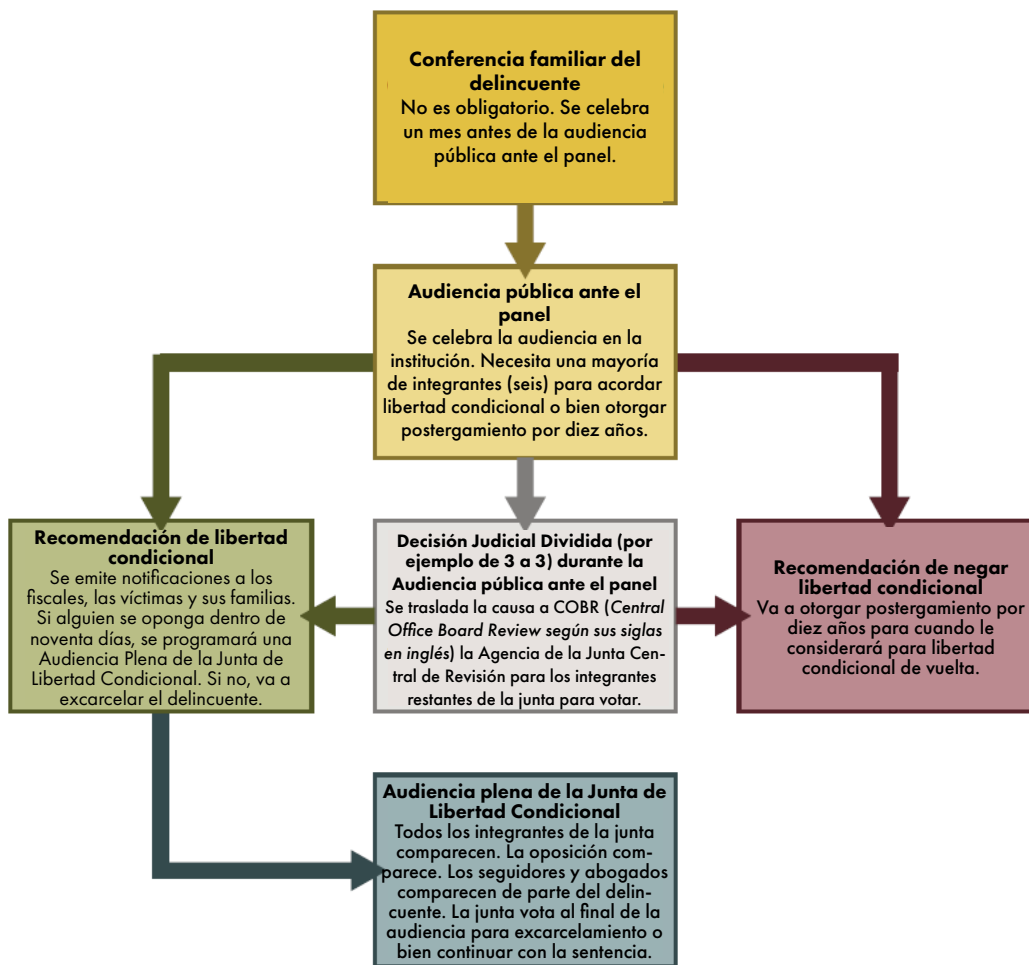 Conferencia familiar del
delincuente
No es obligatorio. Se celebra
un mes antes de la audiencia
pública ante el panel.
Audiencia pública ante el
panel
Se celebra la audiencia en la
institución. Necesita una mayoría
de integrantes (seis) para acordar
libertad condicional o bien otorgar
postergamiento por diez años.
Recomendación de libertad
condicional
Se emite notificaciones a los
fiscales, las víctimas y sus familias.
Si alguien se oponga dentro de
noventa días, se programará una
Audiencia Plena de la Junta de
Libertad Condicional. Si no, va a
excarcelar el delincuente.
Decisión Judicial Dividida (por
ejemplo de 3 a 3) durante la
Audiencia pública ante el panel
Se traslada la causa a COBR (Central
Office Board Review según sus siglas
en inglés) la Agencia de la Junta Cen-
tral de Revisión para los integrantes
restantes de la junta para votar.
Recomendación de negar
libertad condicional
Va a otorgar postergamiento por
diez años para cuando le
considerará para libertad
condicional de vuelta.
Audiencia plena de la Junta de
Libertad Condicional
Todos los integrantes de la junta
comparecen. La oposición com-
parece. Los seguidores y abogados
comparecen de parte del delin-
cuente. La junta vota al final de la
audiencia para excarcelamiento o
bien continuar con la sentencia.